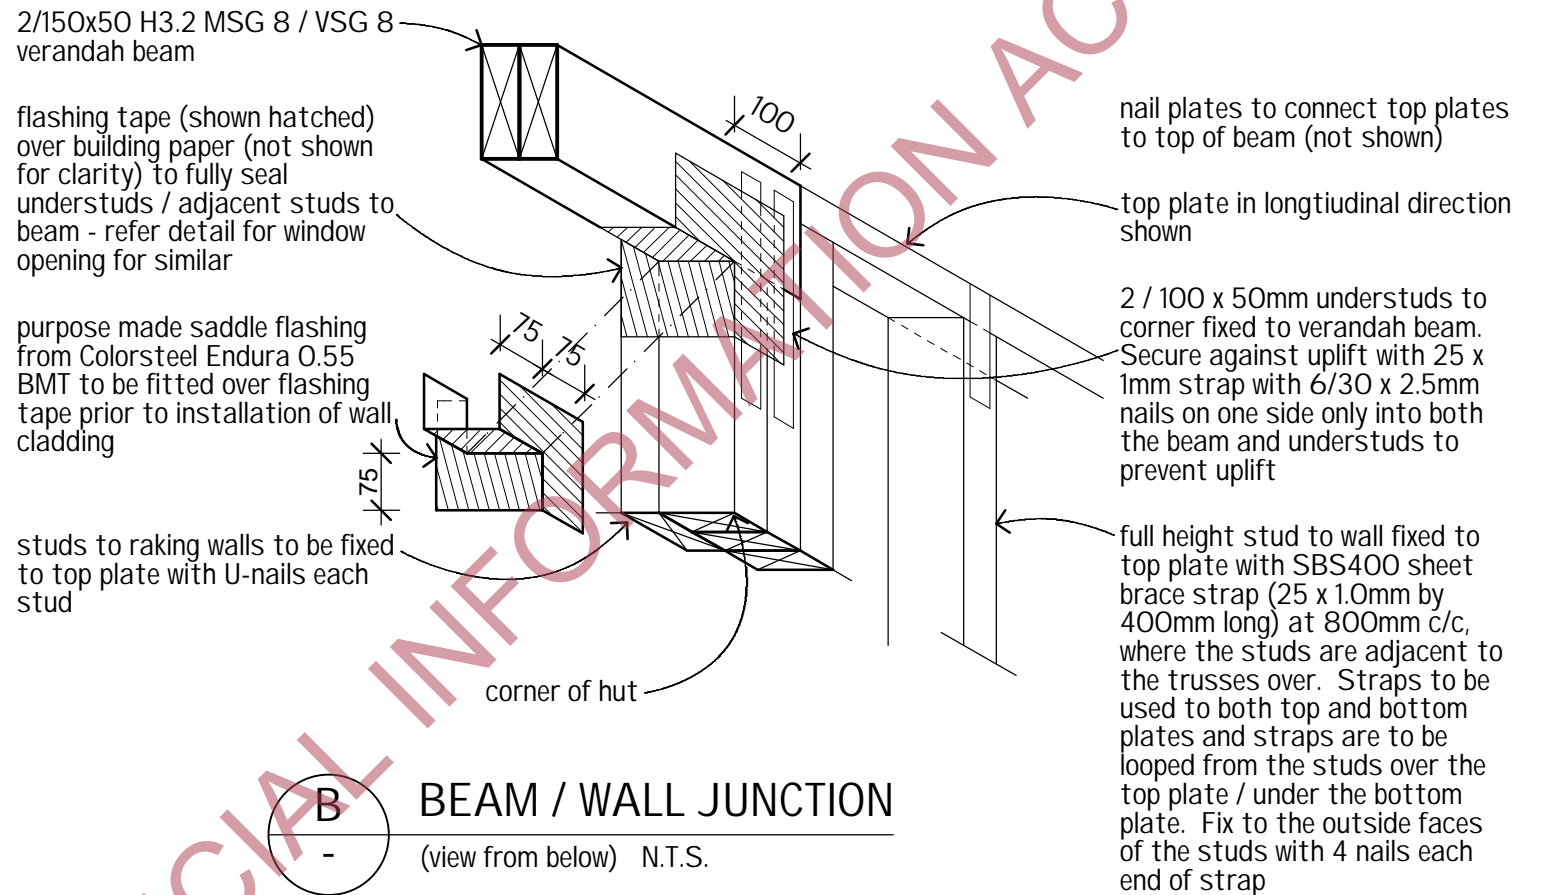 2/150x50 H3.2 MSG 8 / VSG 8
verandah beam
flashing tape (shown hatched)
over building paper (not shown
for clarity) to fully seal
understuds / adjacent studs to
beam - refer detail for window
opening for similar
purpose made saddle flashing
from Colorsteel Endura 0.55
BMT to be fitted over flashing
tape prior to installation of wall
cladding
studs to raking walls to be fixed
to top plate with U-nails each
stud
100
75
75
75
corner of hut
nail plates to connect top plates
to top of beam (not shown)
top plate in longtiudinal direction
shown
2 / 100 x 50mm understuds to
corner fixed to verandah beam.
Secure against uplift with 25 x
1mm strap with 6/30 x 2.5mm
nails on one side only into both
the beam and understuds to
prevent uplift
full height stud to wall fixed to
top plate with SBS400 sheet
brace strap (25 x 1.0mm by
400mm long) at 800mm c/c,
where the studs are adjacent to
the trusses over. Straps to be
used to both top and bottom
plates and straps are to be
looped from the studs over the
top plate / under the bottom
plate. Fix to the outside faces
of the studs with 4 nails each
end of strap
B
-
BEAM / WALL JUNCTION
(view from below) N.T.S.
CIAL INFORMATION AC